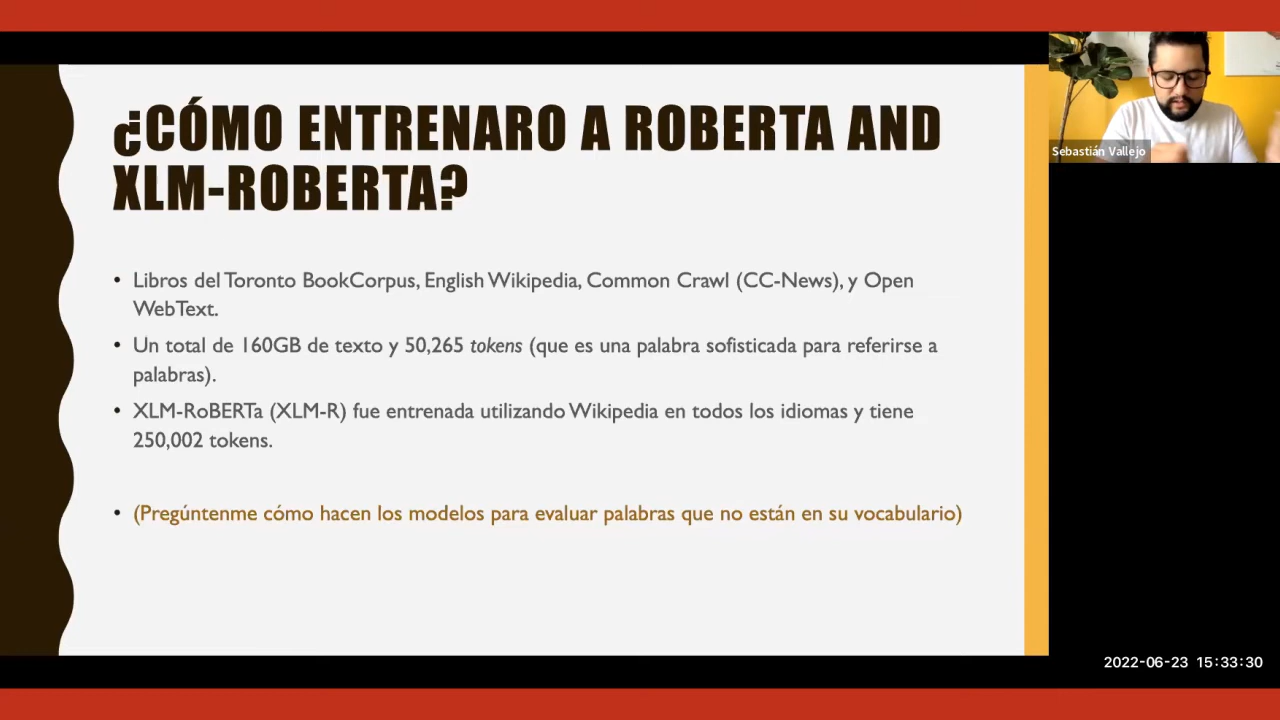 ¿CÓMO ENTRENARO A ROBERTA AND
XLM-ROBERTA?
• Libros del Toronto BookCorpus, English Wikipedia, Common Crawl (CC-News), y Open
WebText.
• Un total de 160GB de texto y 50,265 tokens (que es una palabra sofisticada para referirse a
palabras).
• XLM-RoBERTa (XLM-R) fue entrenada utilizando Wikipedia en todos los idiomas y tiene
250,002 tokens.
• (Pregúntenme cómo hacen los modelos para evaluar palabras que no están en su vocabulario)
Sebastián Vallejo
2022-06-23 15:33:30